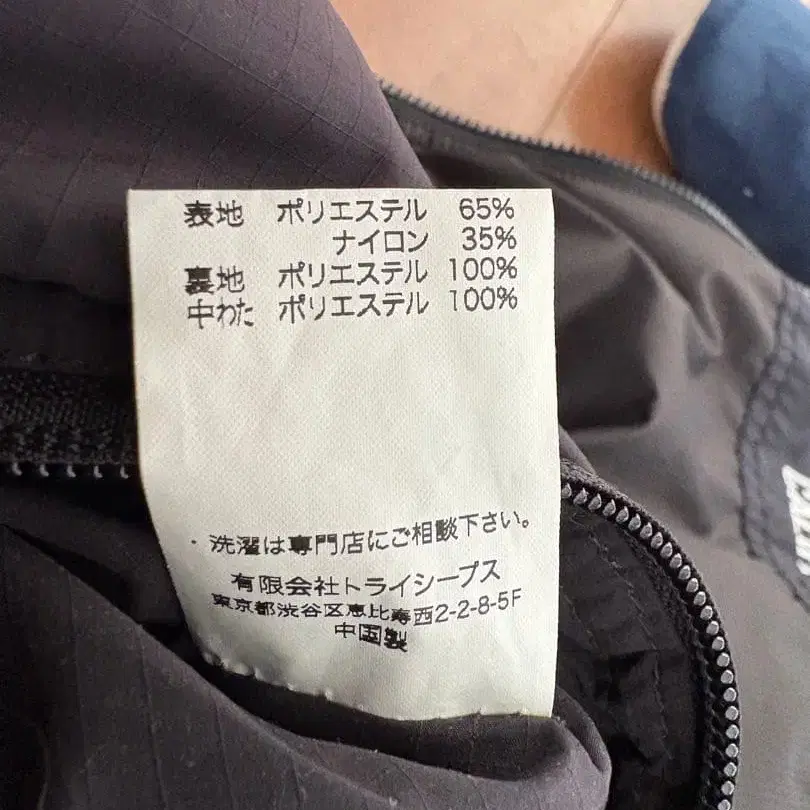 表地 ポリエステル 65%
ナイロン 35%
裏地 ポリエステル 100%
中わた ポリエステル 100%
・洗濯は専門店にご相談下さい。
有限会社トライシープス
東京都渋谷区恵比寿西2-2-8-5F
中国製